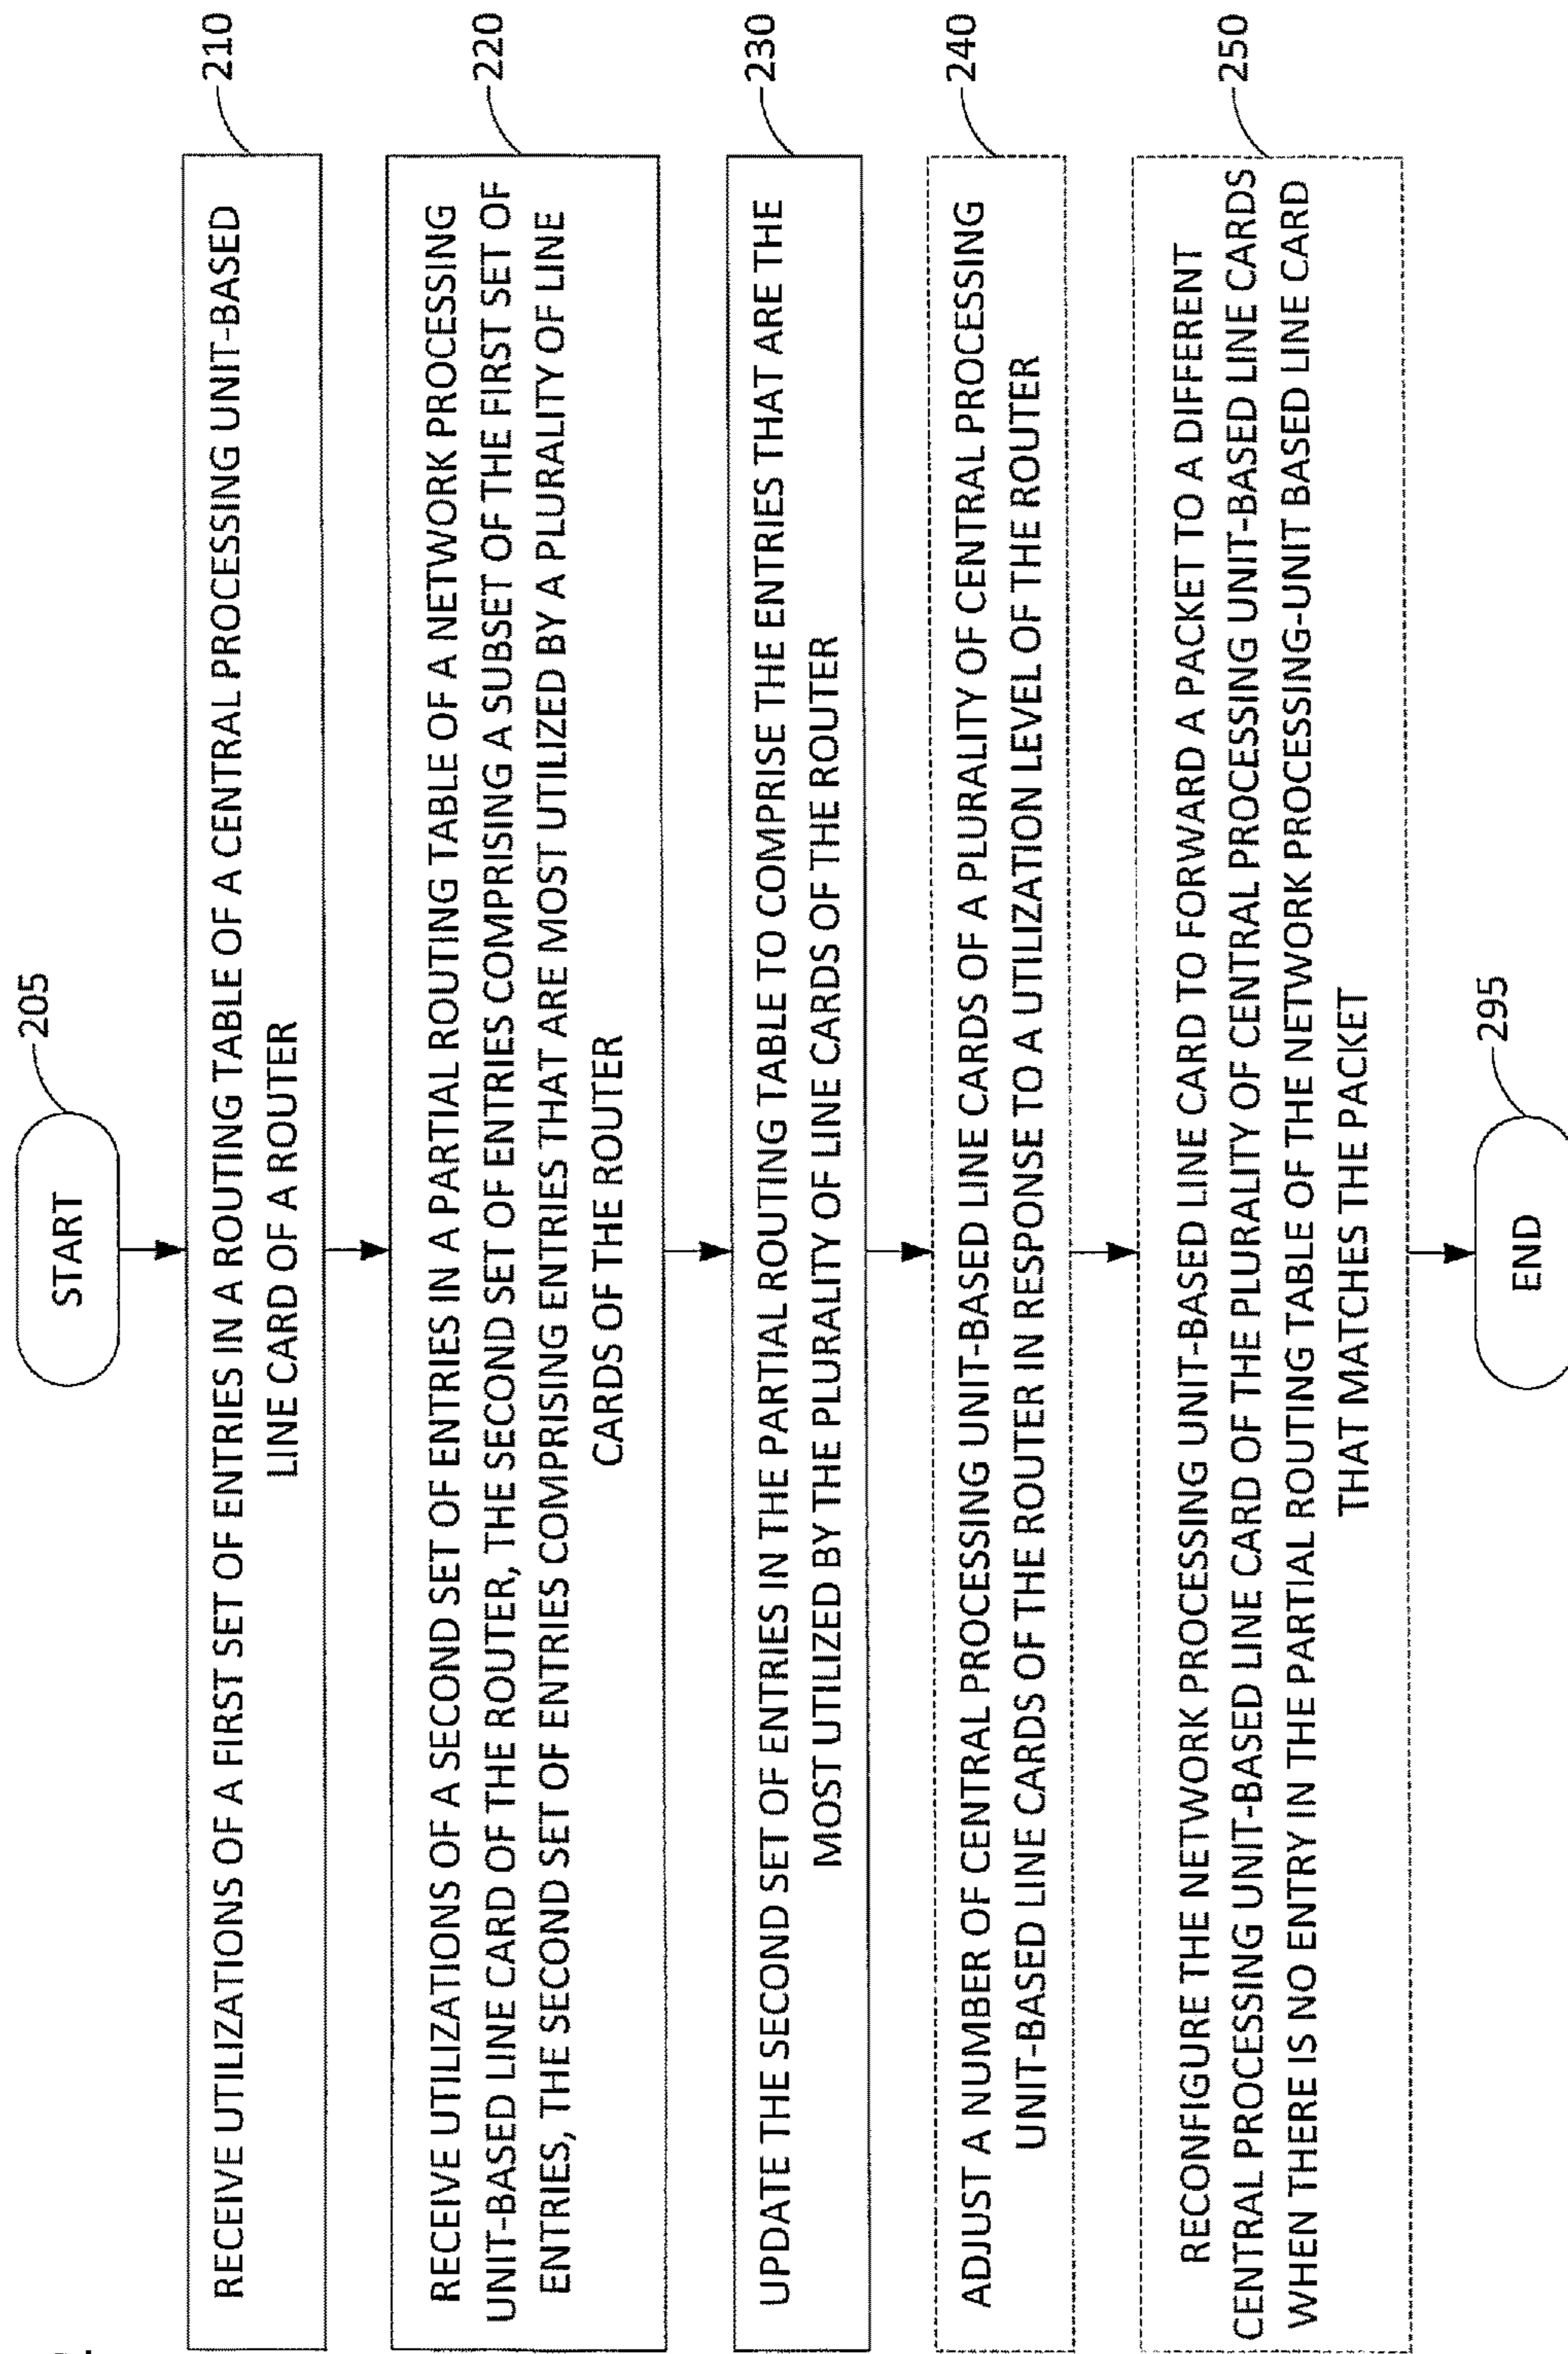 205
START
210
RECEIVE UTILIZATIONS OF A FIRST SET OF ENTRIES IN A ROUTING TABLE OF A CENTRAL PROCESSING UNIT-BASED
LINE CARD OF A ROUTER
220
RECEIVE UTILIZATIONS OF A SECOND SET OF ENTRIES IN A PARTIAL ROUTING TABLE OF A NETWORK PROCESSING
UNIT-BASED LINE CARD OF THE ROUTER, THE SECOND SET OF ENTRIES COMPRISING A SUBSET OF THE FIRST SET OF
ENTRIES, THE SECOND SET OF ENTRIES COMPRISING ENTRIES THAT ARE MOST UTILIZED BY A PLURALITY OF LINE
CARDS OF THE ROUTER
230
UPDATE THE SECOND SET OF ENTRIES IN THE PARTIAL ROUTING TABLE TO COMPRISE THE ENTRIES THAT ARE THE
MOST UTILIZED BY THE PLURALITY OF LINE CARDS OF THE ROUTER
240
ADJUST A NUMBER OF CENTRAL PROCESSING UNIT-BASED LINE CARDS OF A PLURALITY OF CENTRAL PROCESSING
UNIT-BASED LINE CARDS OF THE ROUTER IN RESPONSE TO A UTILIZATION LEVEL OF THE ROUTER
250
RECONFIGURE THE NETWORK PROCESSING UNIT-BASED LINE CARD TO FORWARD A PACKET TO A DIFFERENT
CENTRAL PROCESSING UNIT-BASED LINE CARD OF THE PLURALITY OF CENTRAL PROCESSING UNIT-BASED LINE CARDS
WHEN THERE IS NO ENTRY IN THE PARTIAL ROUTING TABLE OF THE NETWORK PROCESSING-UNIT BASED LINE CARD
THAT MATCHES THE PACKET
295
END